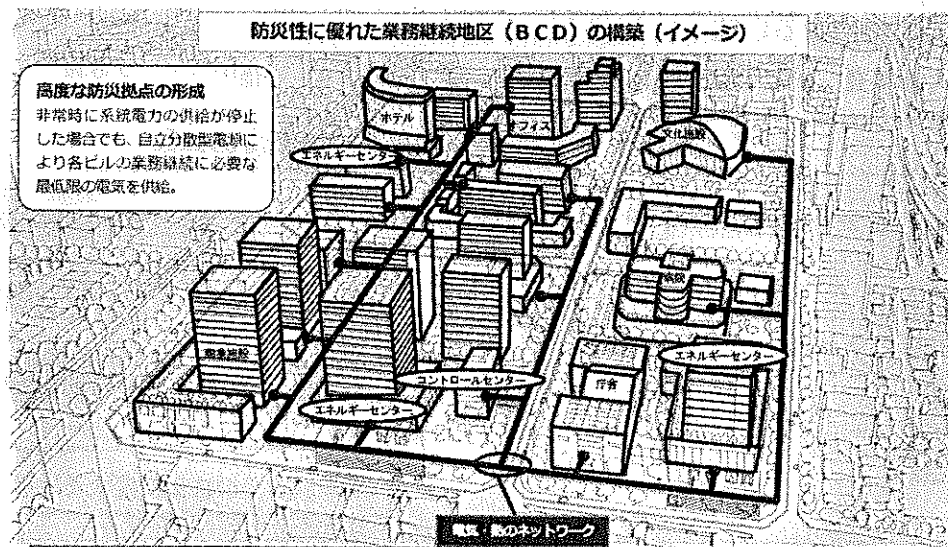 防災性に優れた業務継続地区（ＢＣＤ）の構築（イメージ）
高度な防災拠点の形成
非常時に系統電力の供給が停止
した場合でも、自立分散型電源に
より各ビルの業務継続に必要な
最低限の電気を供給。
ホテル
オフィス
文化施設
エネルギーセンター
病院
商業施設
エネルギーセンター
コントロールセンター
庁舎
エネルギーセンター
電気・熱のネットワーク